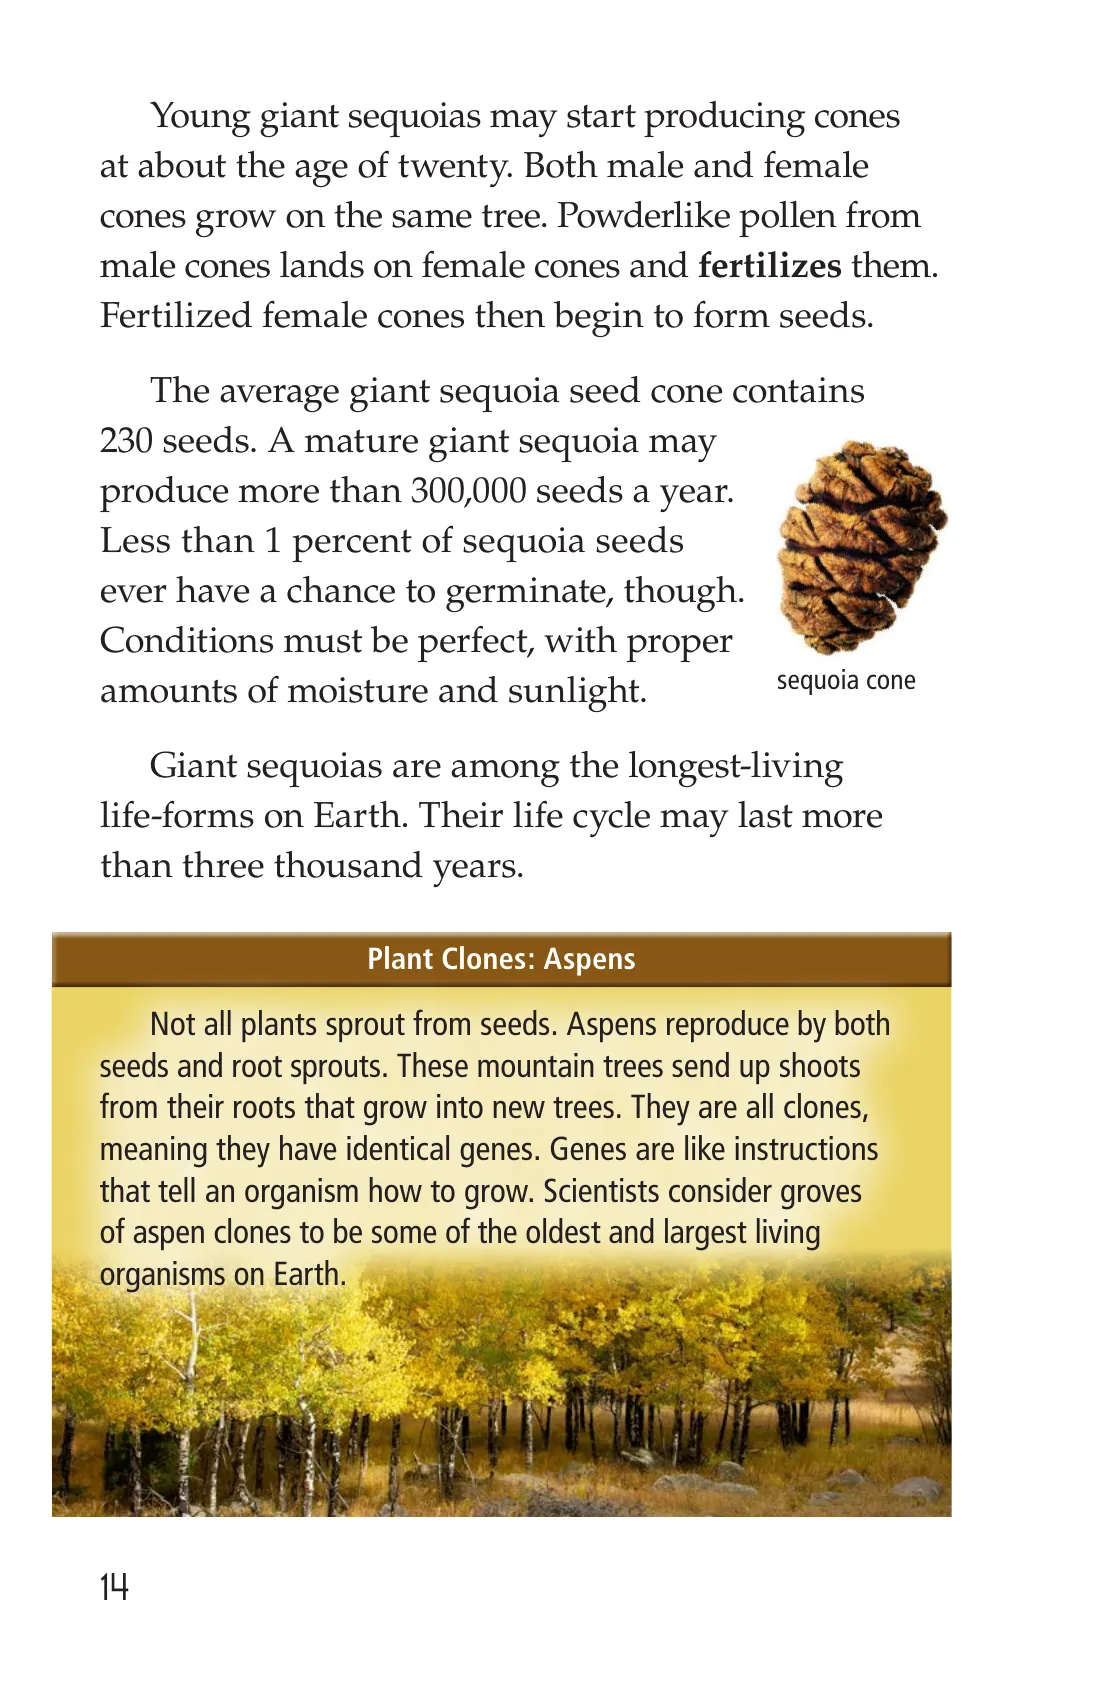 Young giant sequoias may start producing cones
at about the age of twenty. Both male and female
cones grow on the same tree. Powderlike pollen from
male cones lands on female cones and fertilizes them.
Fertilized female cones then begin to form seeds.
The average giant sequoia seed cone contains
230 seeds. A mature giant sequoia may
produce more than 300,000 seeds a year.
Less than 1 percent of sequoia seeds
ever have a chance to germinate, though.
Conditions must be perfect, with proper
amounts of moisture and sunlight.
sequoia cone
Giant sequoias are among the longest-living
life-forms on Earth. Their life cycle may last more
than three thousand years.
Plant Clones: Aspens
Not all plants sprout from seeds. Aspens reproduce by both
seeds and root sprouts. These mountain trees send up shoots
from their roots that grow into new trees. They are all clones,
meaning they have identical genes. Genes are like instructions
that tell an organism how to grow. Scientists consider groves
of aspen clones to be some of the oldest and largest living
organisms on Earth.
14